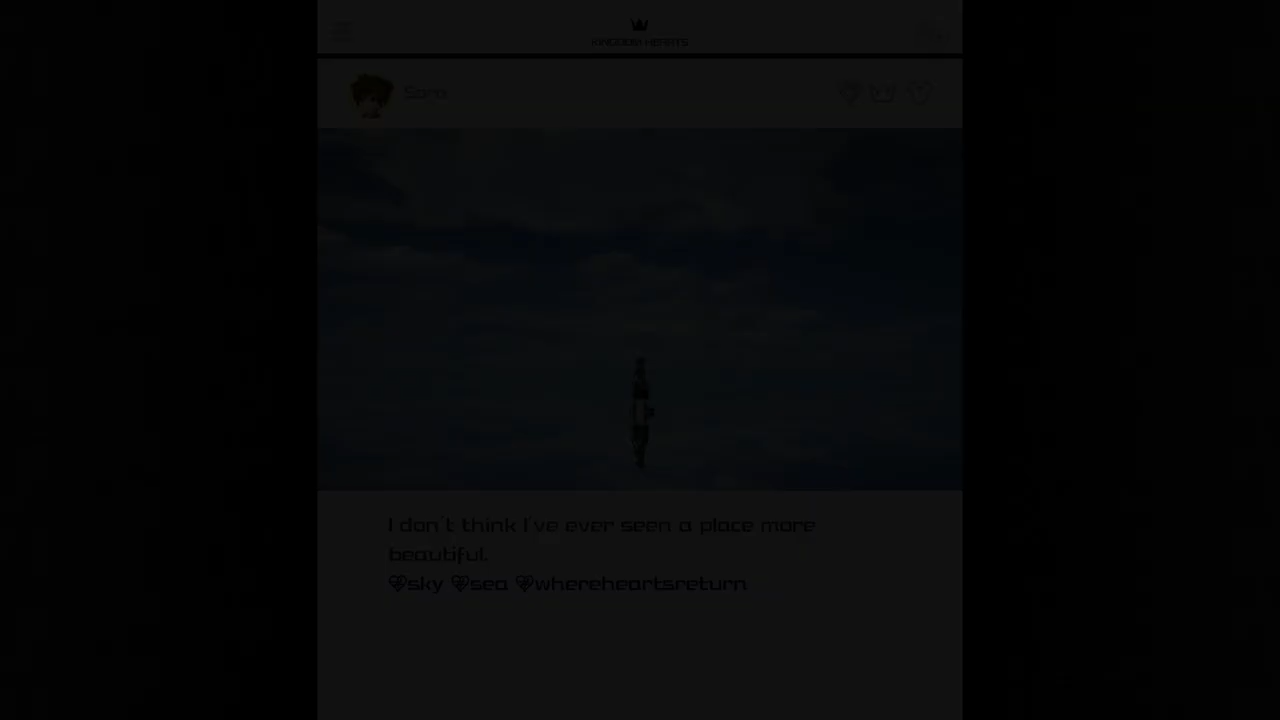 KINGDOM HEARTS
Sora
I don't think I've ever seen a place more
beautiful.
sky sea whereheartsreturn